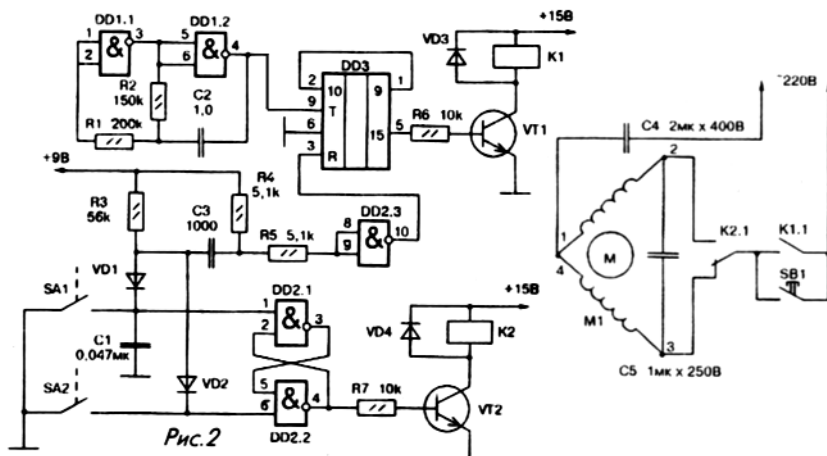 DD1.1
DD1.2
1
2
&
3
5
6
&
4
R2
150k
C2
1,0
R1 200k
DD3
2
10
9
1
9
T
6
3
R
15
5
R6 10k
VD3
+15В
K1
VT1
~220В
C4 2мк x 400В
1
4
2
3
M
M1
K2.1
K1.1
SB1
C5 1мк x 250В
+9В
R3
56k
C3
1000
R4
5,1k
R5 5,1k
8
9
&
10
DD2.3
VD1
SA1
C1
0,047мк
SA2
VD2
DD2.1
1
2
&
3
5
6
&
4
DD2.2
R7 10k
VD4
+15В
K2
VT2
Рис.2